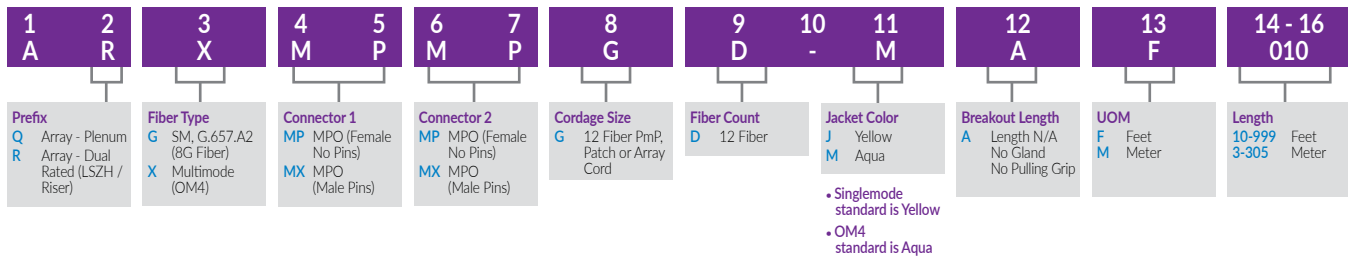 1 2
A R
3
X
4 5
M P
6 7
M P
8
G
9 10 11
D - M
12
A
13
F
14 - 16
010
Prefix
Q Array - Plenum
R Array - Dual
Rated (LSZH /
Riser)
Fiber Type
G SM, G.657.A2
(8G Fiber)
X Multimode
(OM4)
Connector 1
MP MPO (Female
No Pins)
MX MPO
(Male Pins)
Connector 2
MP MPO (Female
No Pins)
MX MPO
(Male Pins)
Cordage Size
G 12 Fiber PmP,
Patch or Array
Cord
Fiber Count
D 12 Fiber
Jacket Color
J Yellow
M Aqua
• Singlemode
standard is Yellow
• OM4
standard is Aqua
Breakout Length
A Length N/A
No Gland
No Pulling Grip
UOM
F Feet
M Meter
Length
10-999 Feet
3-305 Meter